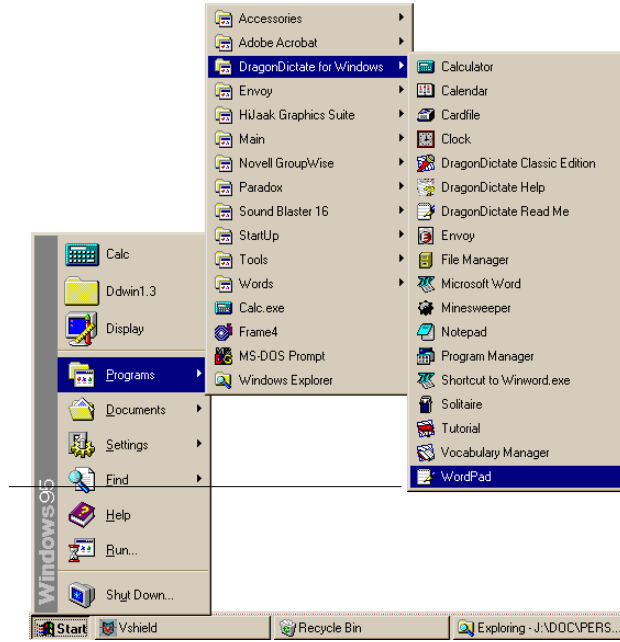 Accessories
Adobe Acrobat
DragonDictate for Windows
Envoy
HiJaak Graphics Suite
Main
Novell GroupWise
Paradox
Sound Blaster 16
StartUp
Tools
Words
Calc.exe
Frame4
MS-DOS Prompt
Windows Explorer
Calculator
Calendar
Cardfile
Clock
DragonDictate Classic Edition
DragonDictate Help
DragonDictate Read Me
Envoy
File Manager
Microsoft Word
Minesweeper
Notepad
Program Manager
Shortcut to Winword.exe
Solitaire
Tutorial
Vocabulary Manager
WordPad
Calc
Ddwin1.3
Display
Programs
Documents
Settings
Find
Help
Run...
Shut Down...
Windows95
Start
Vshield
Recycle Bin
Exploring - J:\DOC\PERS...